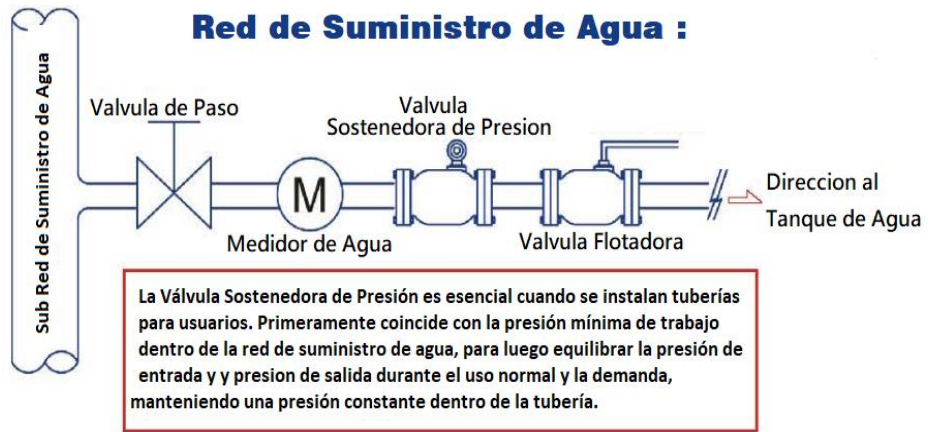 Red de Suministro de Agua :
Sub Red de Suministro de Agua
Valvula de Paso
Valvula
Sostenedora de Presion
M
Medidor de Agua
Valvula Flotadora
Direccion al
Tanque de Agua
La Válvula Sostenedora de Presión es esencial cuando se instalan tuberías
para usuarios. Primeramente coincide con la presión mínima de trabajo
dentro de la red de suministro de agua, para luego equilibrar la presión de
entrada y y presion de salida durante el uso normal y la demanda,
manteniendo una presión constante dentro de la tubería.